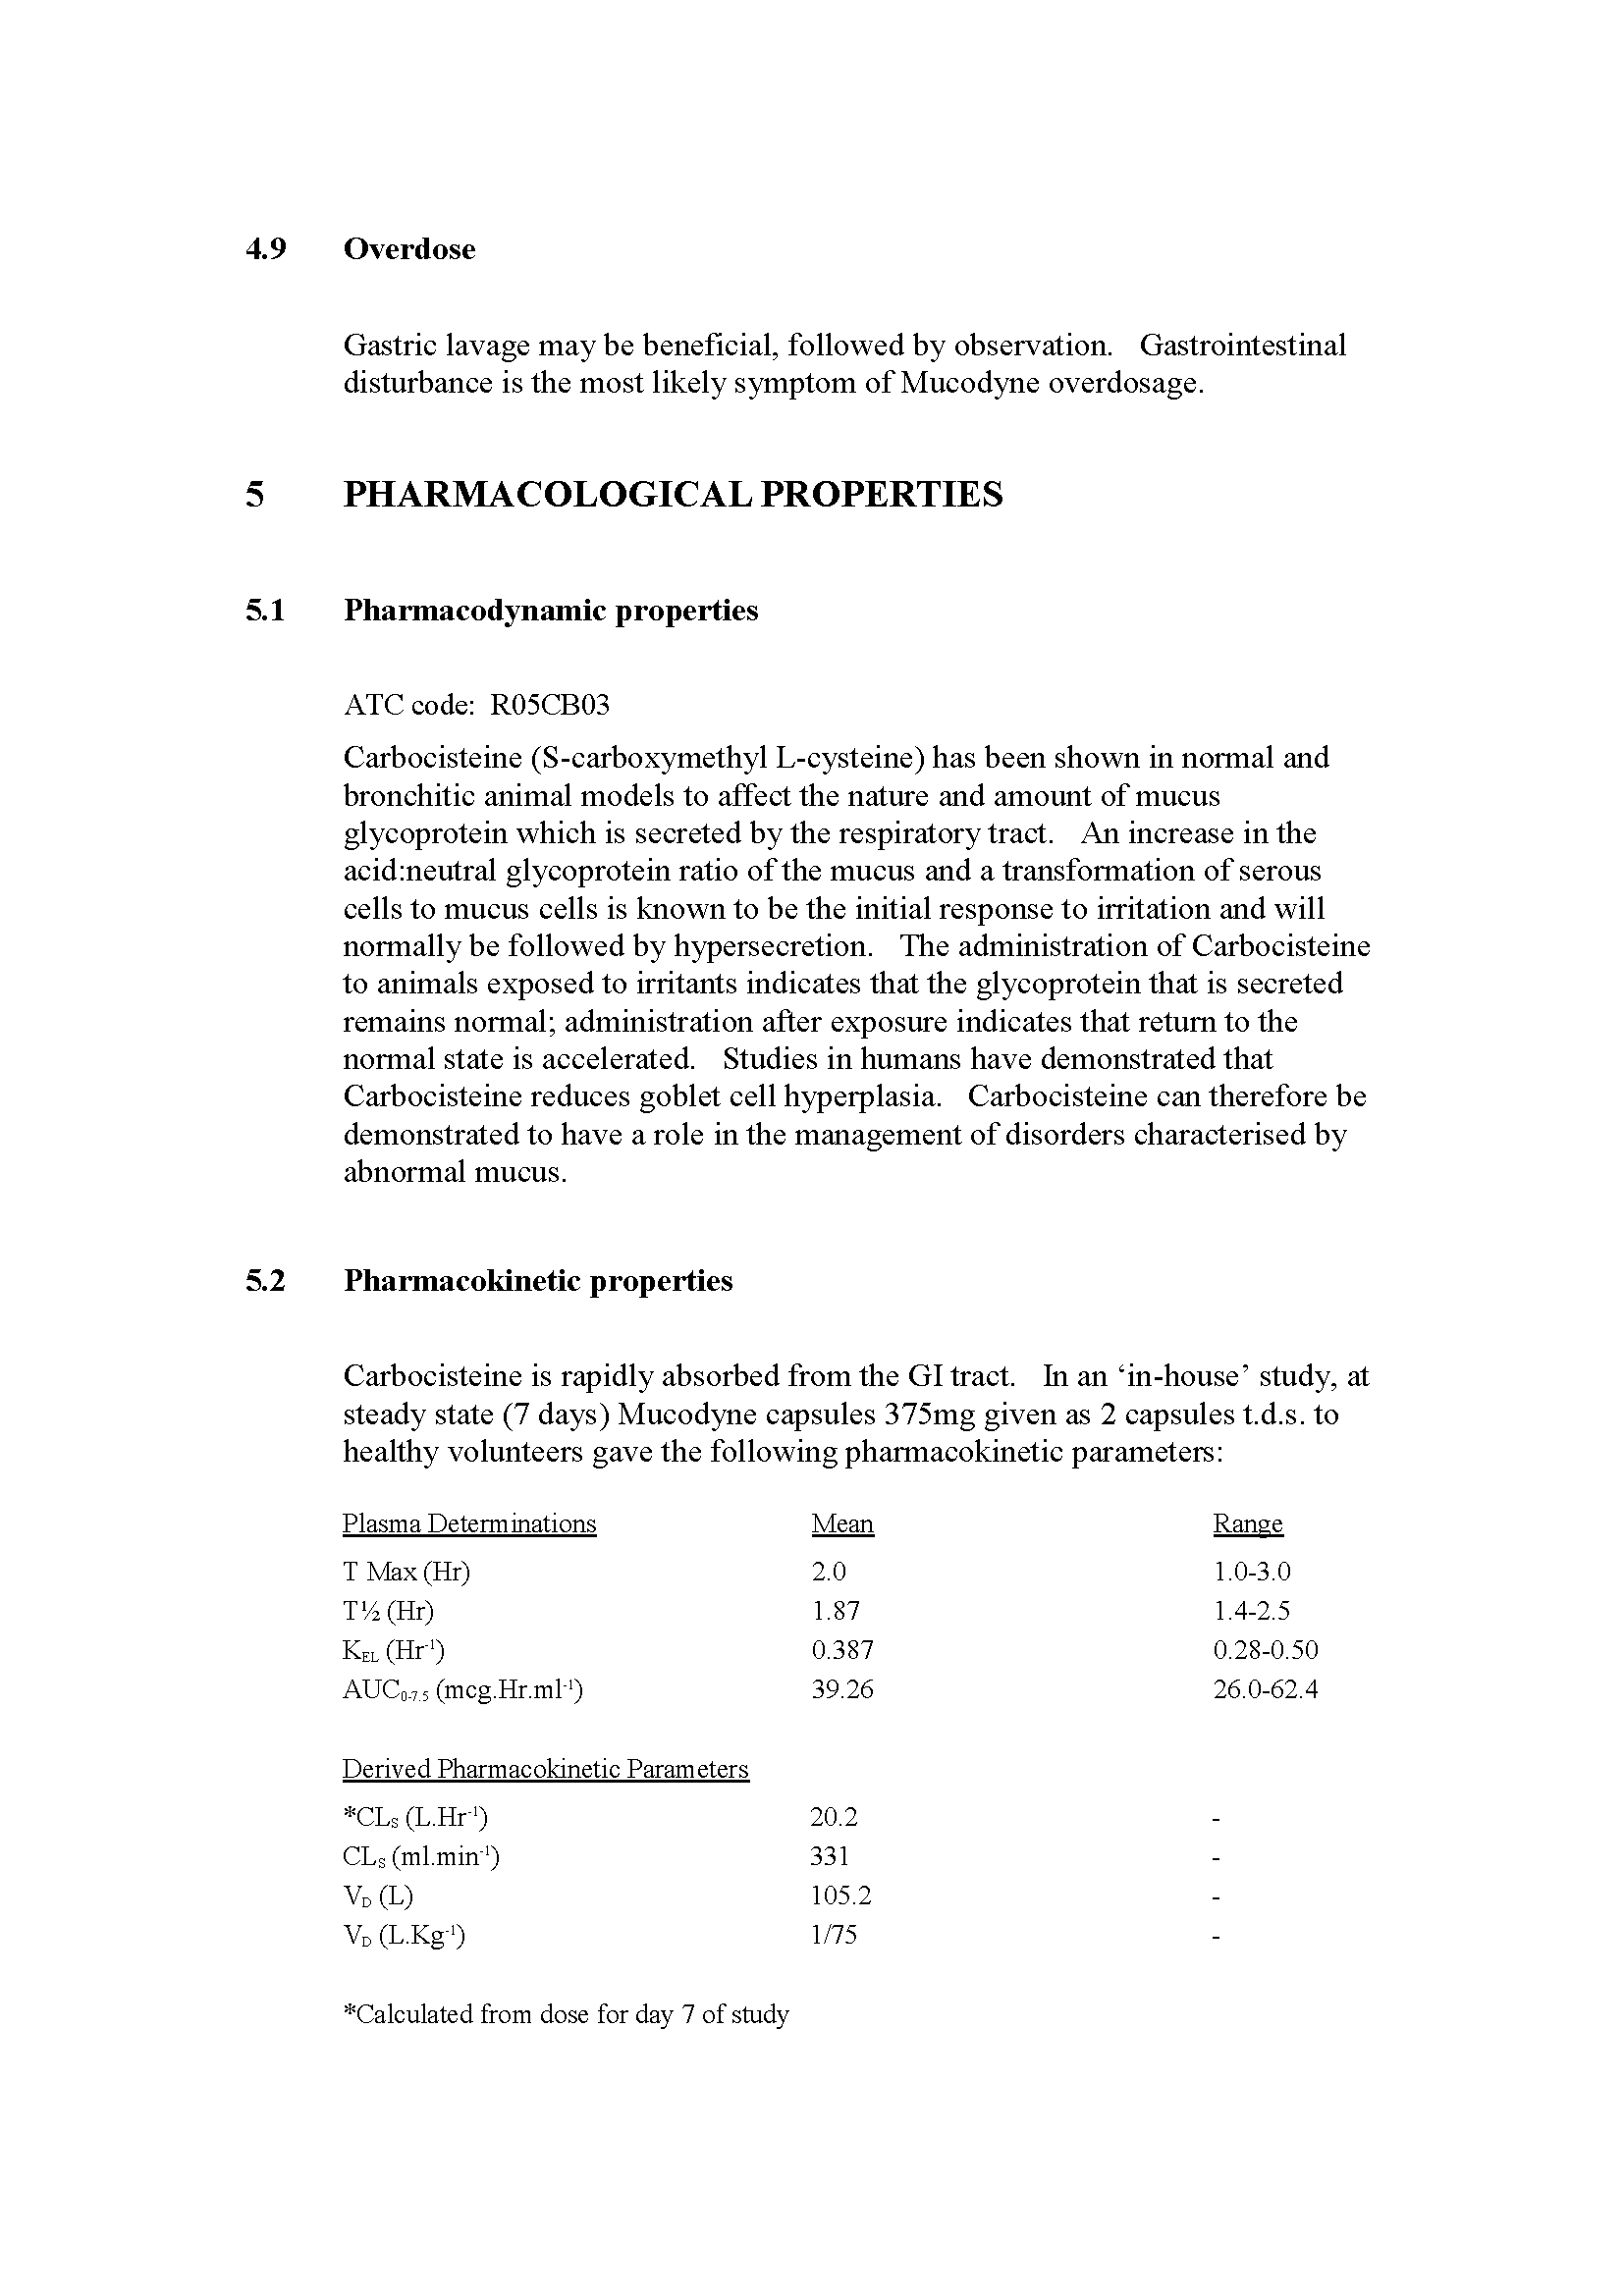 4.9 Overdose
Gastric lavage may be beneficial, followed by observation. Gastrointestinal
disturbance is the most likely symptom of Mucodyne overdosage.
5 PHARMACOLOGICAL PROPERTIES
5.1 Pharmacodynamic properties
ATC code: R05CB03
Carbocisteine (S-carboxymethyl L-cysteine) has been shown in normal and
bronchitic animal models to affect the nature and amount of mucus
glycoprotein which is secreted by the respiratory tract. An increase in the
acid:neutral glycoprotein ratio of the mucus and a transformation of serous
cells to mucus cells is known to be the initial response to irritation and will
normally be followed by hypersecretion. The administration of Carbocisteine
to animals exposed to irritants indicates that the glycoprotein that is secreted
remains normal; administration after exposure indicates that return to the
normal state is accelerated. Studies in humans have demonstrated that
Carbocisteine reduces goblet cell hyperplasia. Carbocisteine can therefore be
demonstrated to have a role in the management of disorders characterised by
abnormal mucus.
5.2 Pharmacokinetic properties
Carbocisteine is rapidly absorbed from the GI tract. In an ‘in-house’ study, at
steady state (7 days) Mucodyne capsules 375mg given as 2 capsules t.d.s. to
healthy volunteers gave the following pharmacokinetic parameters:
Plasma Determinations Mean Range
T Max (Hr) 2.0 1.0-3.0
T½ (Hr) 1.87 1.4-2.5
K_EL (Hr⁻¹) 0.387 0.28-0.50
AUC₀₋₇.₅ (mcg.Hr.ml⁻¹) 39.26 26.0-62.4
Derived Pharmacokinetic Parameters
*CL_S (L.Hr⁻¹) 20.2 -
CL_S (ml.min⁻¹) 331 -
V_D (L) 105.2 -
V_D (L.Kg⁻¹) 1/75 -
*Calculated from dose for day 7 of study